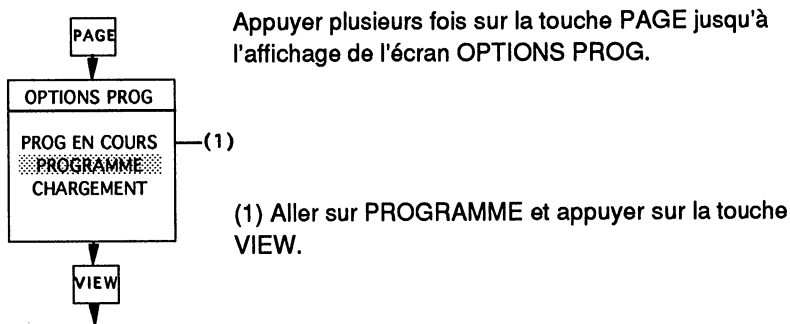 PAGE
Appuyer plusieurs fois sur la touche PAGE jusqu'à
l'affichage de l'écran OPTIONS PROG.
OPTIONS PROG
PROG EN COURS
(1)
PROGRAMME
CHARGEMENT
(1) Aller sur PROGRAMME et appuyer sur la touche
VIEW.
VIEW